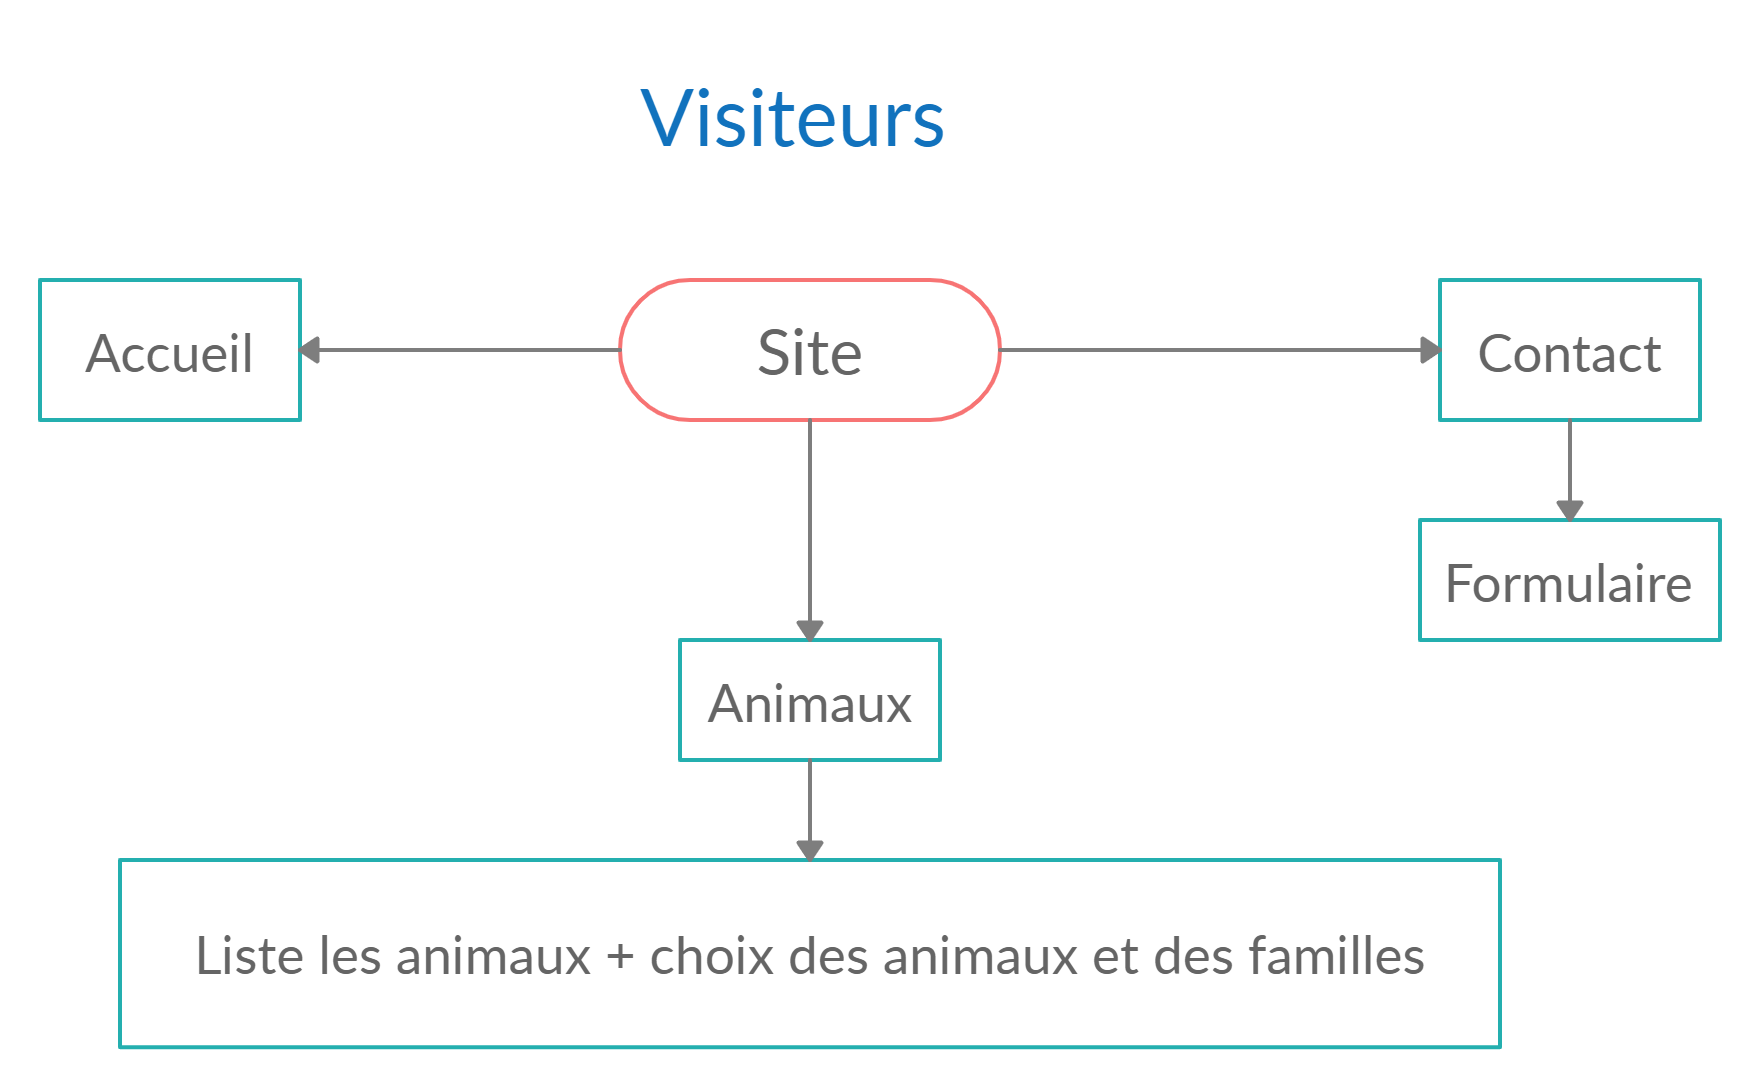 Visiteurs
Accueil
Site
Contact
Formulaire
Animaux
Liste les animaux + choix des animaux et des familles